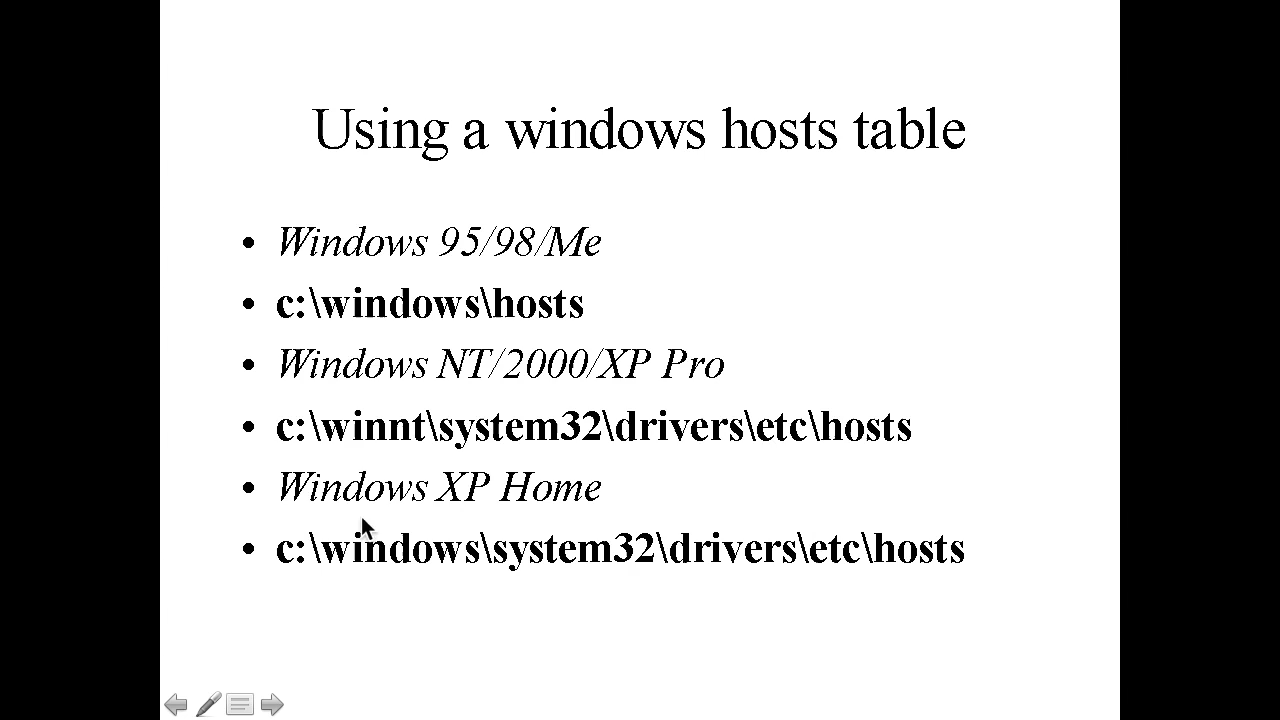 Using a windows hosts table
• Windows 95/98/Me
• c:\windows\hosts
• Windows NT/2000/XP Pro
• c:\winnt\system32\drivers\etc\hosts
• Windows XP Home
• c:\windows\system32\drivers\etc\hosts